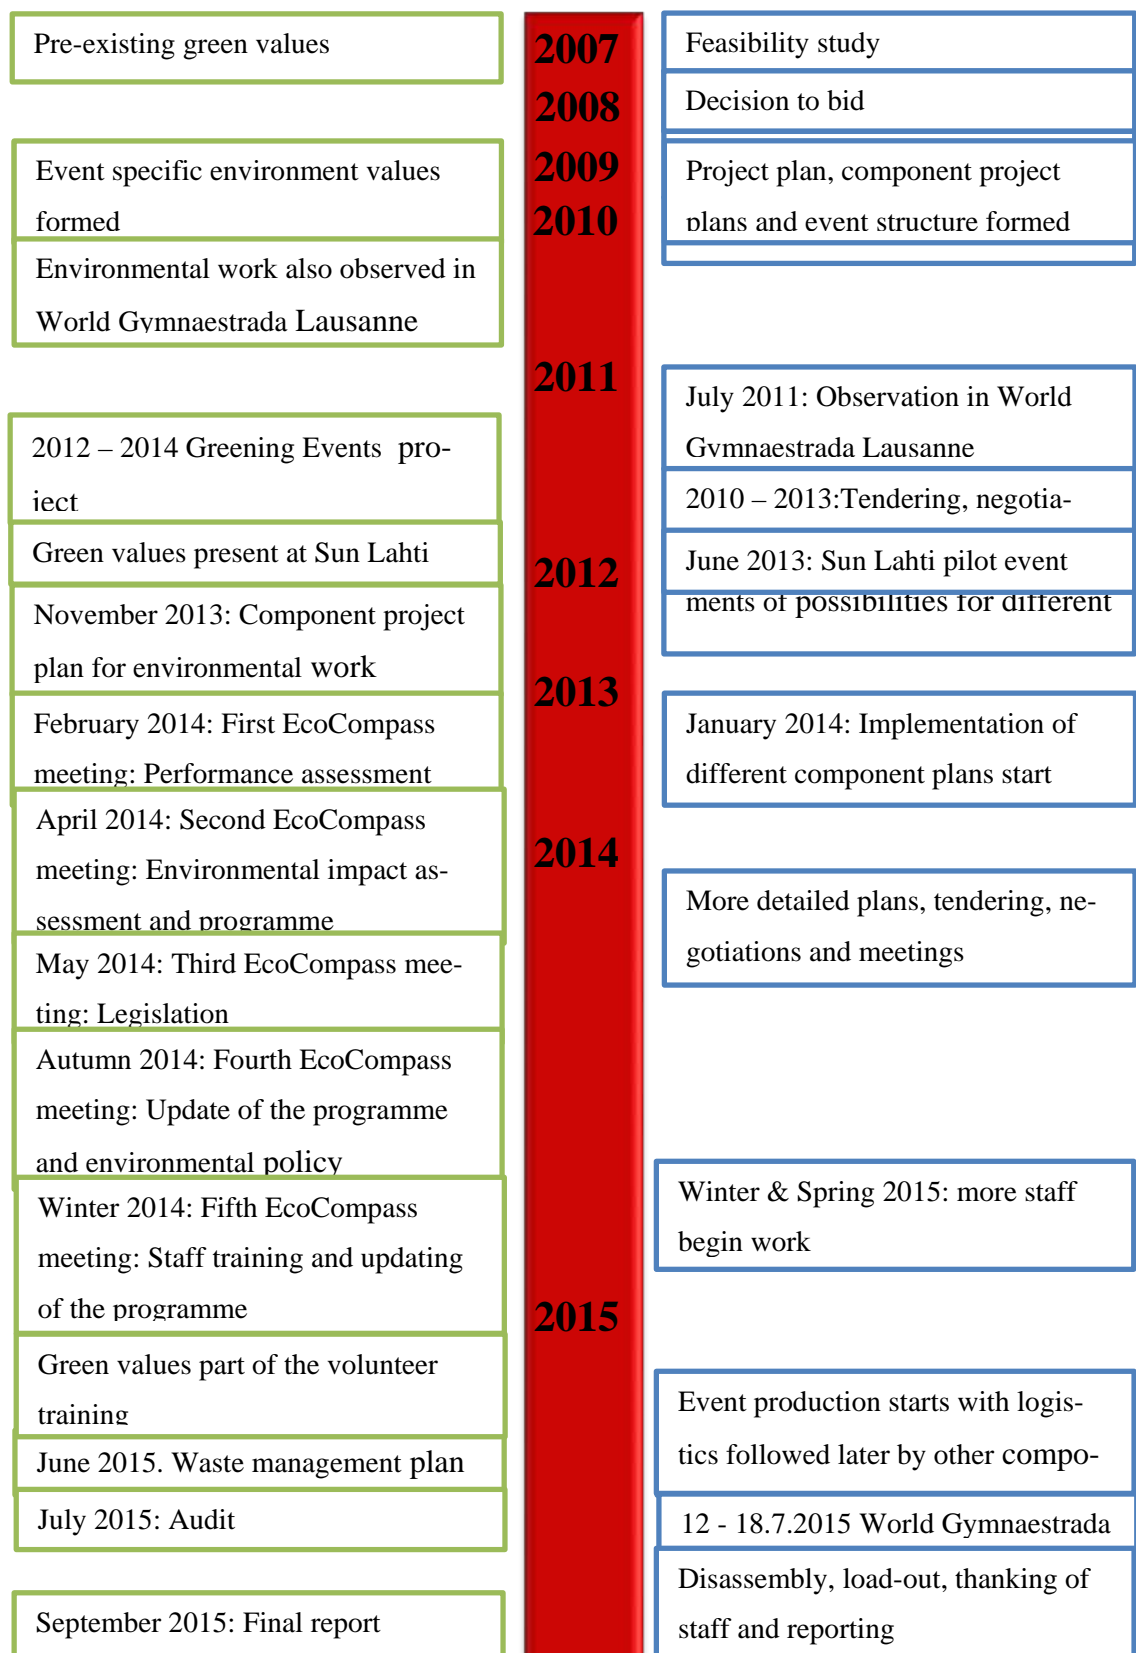 Pre-existing green values
2007
Feasibility study
2008
Decision to bid
Event specific environment values
formed
2009
2010
Project plan, component project
plans and event structure formed
Environmental work also observed in
World Gymnaestrada Lausanne
2011
July 2011: Observation in World
Gymnaestrada Lausanne
2012 – 2014 Greening Events pro-
ject
2010 – 2013:Tendering, negotia-
Green values present at Sun Lahti
2012
June 2013: Sun Lahti pilot event
ments of possibilities for different
November 2013: Component project
plan for environmental work
2013
February 2014: First EcoCompass
meeting: Performance assessment
January 2014: Implementation of
different component plans start
April 2014: Second EcoCompass
meeting: Environmental impact as-
sessment and programme
2014
More detailed plans, tendering, ne-
gotiations and meetings
May 2014: Third EcoCompass mee-
ting: Legislation
Autumn 2014: Fourth EcoCompass
meeting: Update of the programme
and environmental policy
Winter & Spring 2015: more staff
begin work
Winter 2014: Fifth EcoCompass
meeting: Staff training and updating
of the programme
2015
Green values part of the volunteer
training
Event production starts with logis-
tics followed later by other compo-
June 2015. Waste management plan
July 2015: Audit
12 - 18.7.2015 World Gymnaestrada
Disassembly, load-out, thanking of
staff and reporting
September 2015: Final report